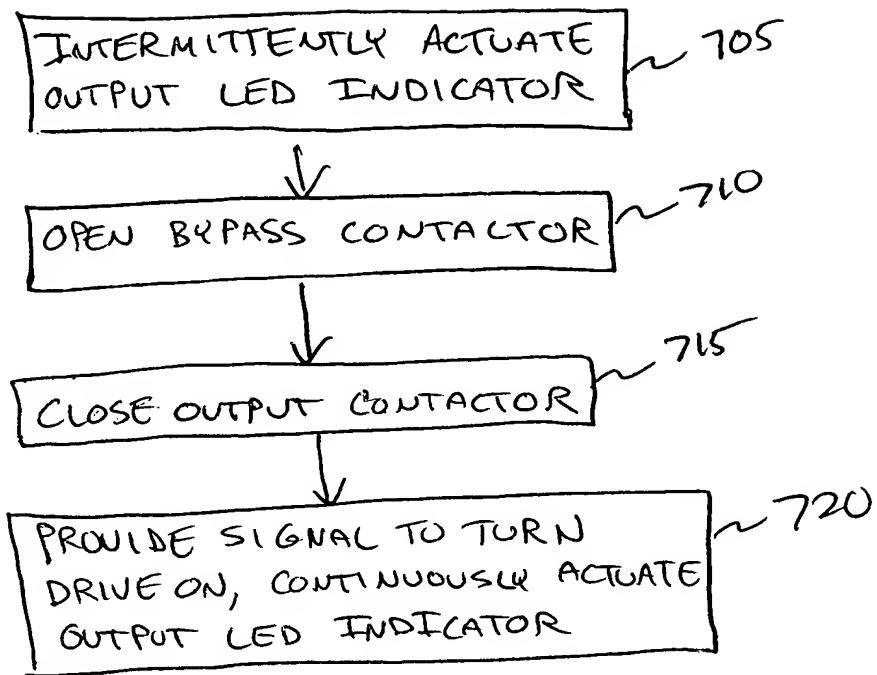 INTERMITTENTLY ACTUATE
OUTPUT LED INDICATOR
705
OPEN BYPASS CONTACTOR
710
CLOSE OUTPUT CONTACTOR
715
PROVIDE SIGNAL TO TURN
DRIVE ON, CONTINUOUSLY ACTUATE
OUTPUT LED INDICATOR
720